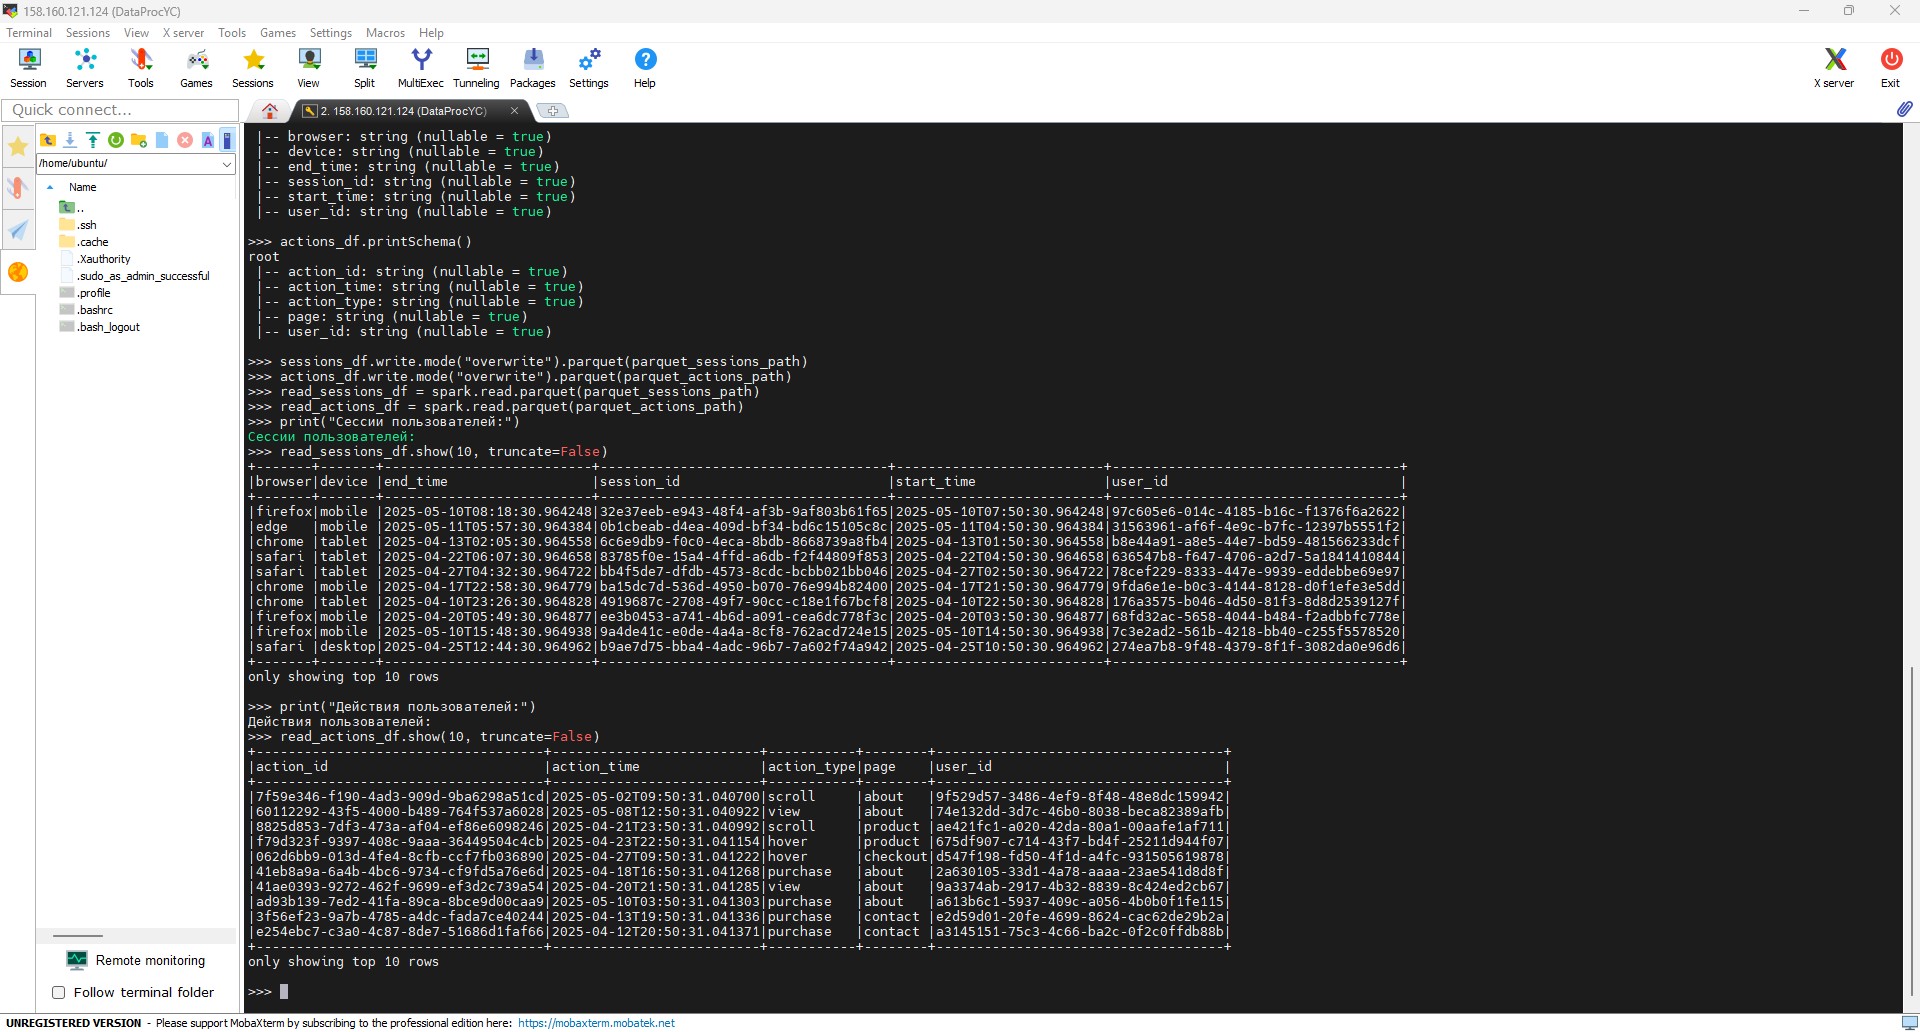 158.160.121.124 (DataProcYC)
Terminal Sessions View X server Tools Games Settings Macros Help
Session Servers Tools Games Sessions View Split MultiExec Tunneling Packages Settings Help X server Exit
Quick connect...
2. 158.160.121.124 (DataProcYC)
/home/ubuntu/
Name
..
.ssh
.cache
.Xauthority
.sudo_as_admin_successful
.profile
.bashrc
.bash_logout
Remote monitoring
Follow terminal folder
|-- browser: string (nullable = true)
|-- device: string (nullable = true)
|-- end_time: string (nullable = true)
|-- session_id: string (nullable = true)
|-- start_time: string (nullable = true)
|-- user_id: string (nullable = true)
>>> actions_df.printSchema()
root
|-- action_id: string (nullable = true)
|-- action_time: string (nullable = true)
|-- action_type: string (nullable = true)
|-- page: string (nullable = true)
|-- user_id: string (nullable = true)
>>> sessions_df.write.mode("overwrite").parquet(parquet_sessions_path)
>>> actions_df.write.mode("overwrite").parquet(parquet_actions_path)
>>> read_sessions_df = spark.read.parquet(parquet_sessions_path)
>>> read_actions_df = spark.read.parquet(parquet_actions_path)
>>> print("Сессии пользователей:")
Сессии пользователей:
>>> read_sessions_df.show(10, truncate=False)
+-------+-------+--------------------------+------------------------------------+--------------------------+------------------------------------+
|browser|device |end_time                  |session_id                          |start_time                |user_id                             |
+-------+-------+--------------------------+------------------------------------+--------------------------+------------------------------------+
|firefox|mobile |2025-05-10T08:18:30.964248|32e37eeb-e943-48f4-af3b-9af803b61f65|2025-05-10T07:50:30.964248|97c605e6-014c-4185-b16c-f1376f6a2622|
|edge   |mobile |2025-05-11T05:57:30.964384|0b1cbeab-d4ea-409d-bf34-bd6c15105c8c|2025-05-11T04:50:30.964384|31563961-af6f-4e9c-b7fc-12397b5551f2|
|chrome |tablet |2025-04-13T02:05:30.964558|6c6e9db9-f0c0-4eca-8bdb-8668739a8fb4|2025-04-13T01:50:30.964558|b8e44a91-a8e5-44e7-bd59-481566233dcf|
|safari |tablet |2025-04-22T06:07:30.964658|83785f0e-15a4-4ffd-a6db-f2f44809f853|2025-04-22T04:50:30.964658|636547b8-f647-4706-a2d7-5a1841410844|
|safari |tablet |2025-04-27T04:32:30.964722|bb4f5de7-dfdb-4573-8cdc-bcbb021bb046|2025-04-27T02:50:30.964722|78cef229-8333-447e-9939-eddebbe69e97|
|chrome |mobile |2025-04-17T22:58:30.964779|ba15dc7d-536d-4950-b070-76e994b82400|2025-04-17T21:50:30.964779|9fda6e1e-b0c3-4144-8128-d0f1efe3e5dd|
|chrome |tablet |2025-04-10T23:26:30.964828|4919687c-2708-49f7-90cc-c18e1f67bcf8|2025-04-10T22:50:30.964828|176a3575-b046-4d50-81f3-8d8d2539127f|
|firefox|mobile |2025-04-20T05:49:30.964877|ee3b0453-a741-4b6d-a091-cea6dc778f3c|2025-04-20T03:50:30.964877|68fd32ac-5658-4044-b484-f2adbbfc778e|
|firefox|mobile |2025-05-10T15:48:30.964938|9a4de41c-e0de-4a4a-8cf8-762acd724e15|2025-05-10T14:50:30.964938|7c3e2ad2-561b-4218-bb40-c255f5578520|
|safari |desktop|2025-04-25T12:44:30.964962|b9ae7d75-bba4-4adc-96b7-7a602f74a942|2025-04-25T10:50:30.964962|274ea7b8-9f48-4379-8f1f-3082da0e96d6|
+-------+-------+--------------------------+------------------------------------+--------------------------+------------------------------------+
only showing top 10 rows
>>> print("Действия пользователей:")
Действия пользователей:
>>> read_actions_df.show(10, truncate=False)
+------------------------------------+--------------------------+-----------+--------+------------------------------------+
|action_id                           |action_time               |action_type|page    |user_id                             |
+------------------------------------+--------------------------+-----------+--------+------------------------------------+
|7f59e346-f190-4ad3-909d-9ba6298a51cd|2025-05-02T09:50:31.040700|scroll     |about   |9f529d57-3486-4ef9-8f48-48e8dc159942|
|60112292-43f5-4000-b489-764f537a6028|2025-05-08T12:50:31.040922|view       |about   |74e132dd-3d7c-46b0-8038-beca82389afb|
|8825d853-7df3-473a-af04-ef86e6098246|2025-04-21T23:50:31.040992|scroll     |product |ae421fc1-a020-42da-80a1-00aafe1af711|
|f79d323f-9397-408c-9aaa-36449504c4cb|2025-04-23T22:50:31.041154|hover      |product |675df907-c714-43f7-bd4f-25211d944f07|
|062d6bb9-013d-4fe4-8cfb-ccf7fb036890|2025-04-27T09:50:31.041222|hover      |checkout|d547f198-fd50-4f1d-a4fc-931505619878|
|41eb8a9a-6a4b-4bc6-9734-cf9fd5a76e6d|2025-04-18T16:50:31.041268|purchase   |about   |2a630105-33d1-4a78-aaaa-23ae541d8d8f|
|41ae0393-9272-462f-9699-ef3d2c739a54|2025-04-20T21:50:31.041285|view       |about   |9a3374ab-2917-4b32-8839-8c424ed2cb67|
|ad93b139-7ed2-41fa-89ca-8bce9d00caa9|2025-05-10T03:50:31.041303|purchase   |about   |a613b6c1-5937-409c-a056-4b0b0f1fe115|
|3f56ef23-9a7b-4785-a4dc-fada7ce40244|2025-04-13T19:50:31.041336|purchase   |contact |e2d59d01-20fe-4699-8624-cac62de29b2a|
|e254ebc7-c3a0-4c87-8de7-51686d1faf66|2025-04-12T20:50:31.041371|purchase   |contact |a3145151-75c3-4c66-ba2c-0f2c0ffdb88b|
+------------------------------------+--------------------------+-----------+--------+------------------------------------+
only showing top 10 rows
>>>
UNREGISTERED VERSION - Please support MobaXterm by subscribing to the professional edition here: https://mobaxterm.mobatek.net